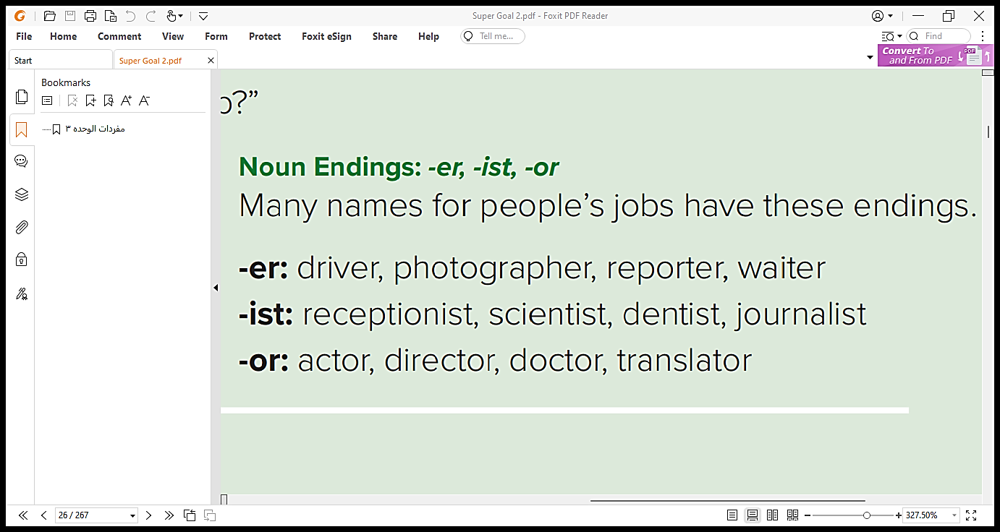 Super Goal 2.pdf - Foxit PDF Reader
File Home Comment View Form Protect Foxit eSign Share Help Tell me... Find
Start Super Goal 2.pdf
Convert To and From PDF
PDF
Bookmarks
مفردات الوحده ٣
o?”
Noun Endings: -er, -ist, -or
Many names for people’s jobs have these endings.
-er: driver, photographer, reporter, waiter
-ist: receptionist, scientist, dentist, journalist
-or: actor, director, doctor, translator
26 / 267 327.50%